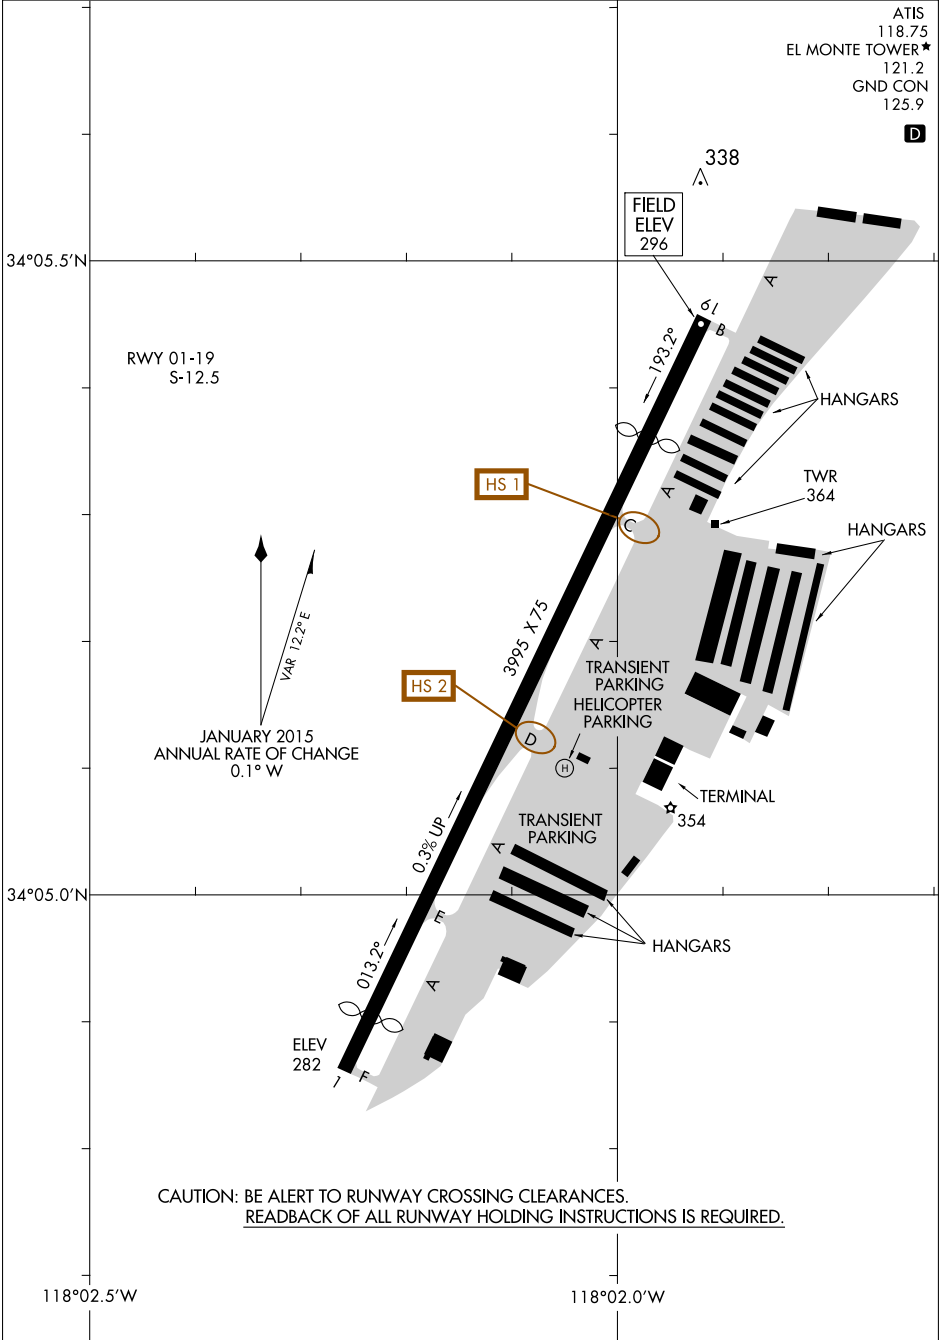 ATIS
118.75
EL MONTE TOWER★
121.2
GND CON
125.9
D
338
FIELD
ELEV
296
34°05.5'N
19
B
A
193.2°
RWY 01-19
S-12.5
HANGARS
HS 1
A
TWR
364
C
HANGARS
VAR 12.2° E
3995 X 75
A
TRANSIENT
PARKING
HELICOPTER
PARKING
HS 2
D
H
JANUARY 2015
ANNUAL RATE OF CHANGE
0.1° W
TERMINAL
354
TRANSIENT
PARKING
0.3% UP
A
34°05.0'N
E
HANGARS
013.2°
A
ELEV
282
1
F
CAUTION: BE ALERT TO RUNWAY CROSSING CLEARANCES.
READBACK OF ALL RUNWAY HOLDING INSTRUCTIONS IS REQUIRED.
118°02.5'W
118°02.0'W